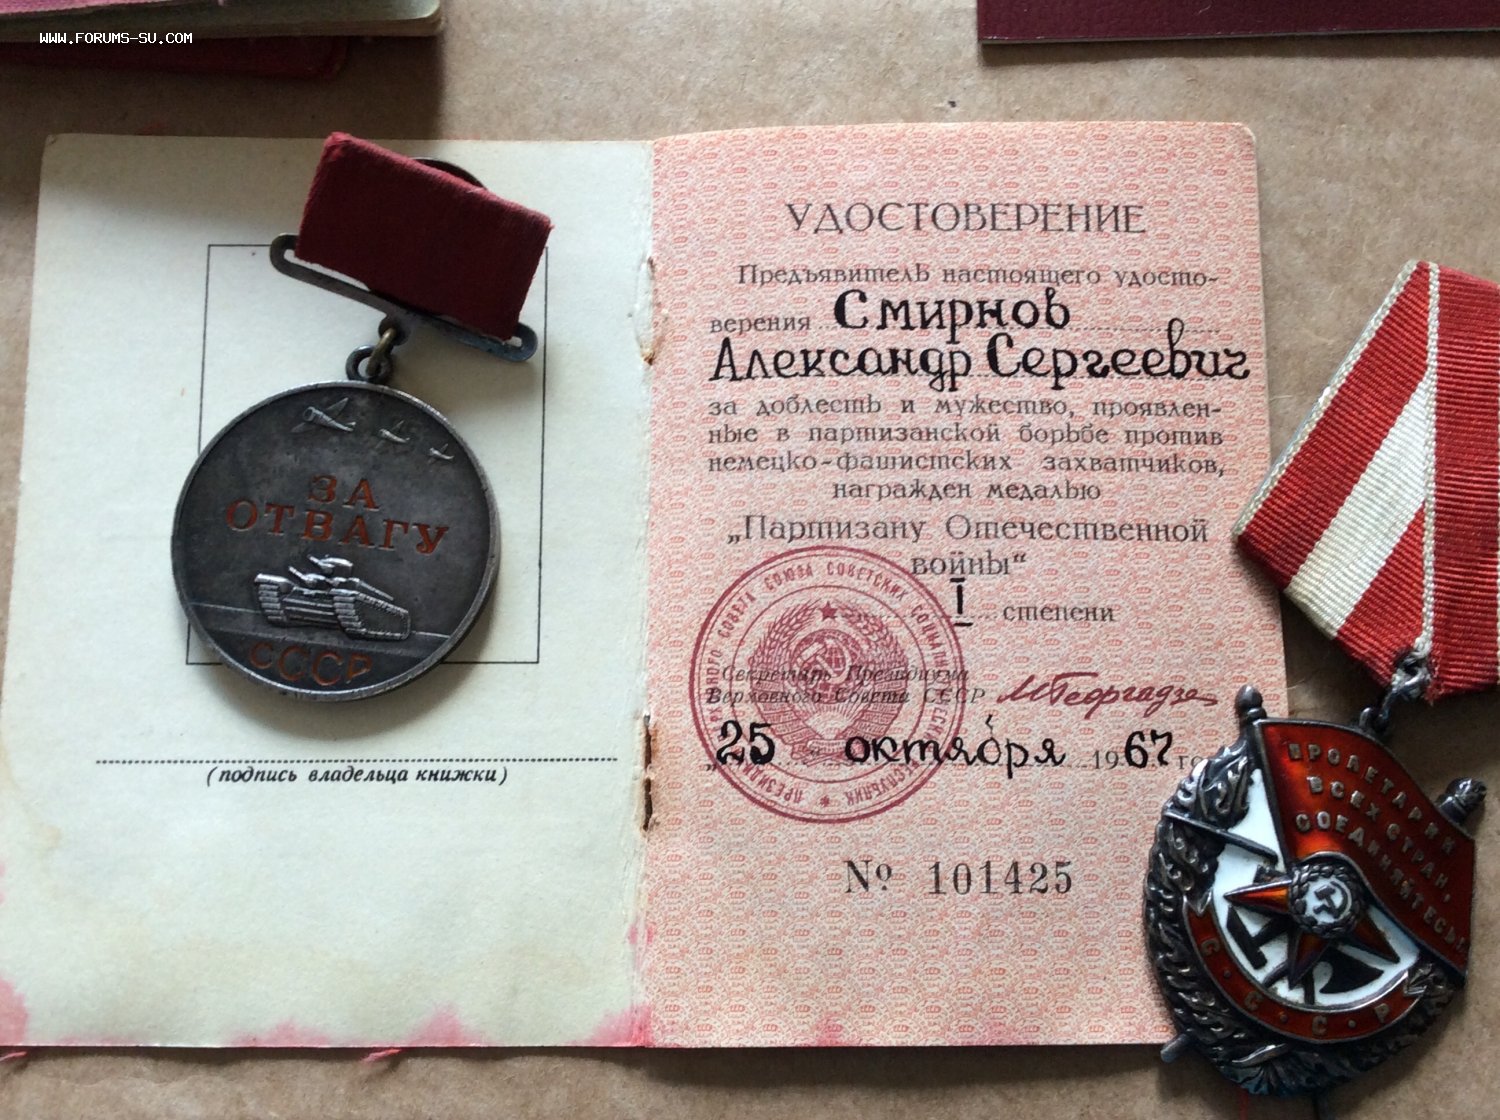 WWW.FORUMS-SU.COM
ЗА
ОТВАГУ
СССР
(подпись владельца книжки)
УДОСТОВЕРЕНИЕ
Предъявитель настоящего удосто-
верения Смирнов
Александр Сергеевич
за доблесть и мужество, проявлен-
ные в партизанской борьбе против
немецко-фашистских захватчиков,
награжден медалью
„Партизану Отечественной
войны“
I степени
Секретарь Президиума
Верховного Совета СССР М Георгадзе
„25 октября 1967 го
№ 101425
ПРОЛЕТАРИИ
ВСЕХ СТРАН,
СОЕДИНЯЙТЕСЬ!
С·С·С·Р